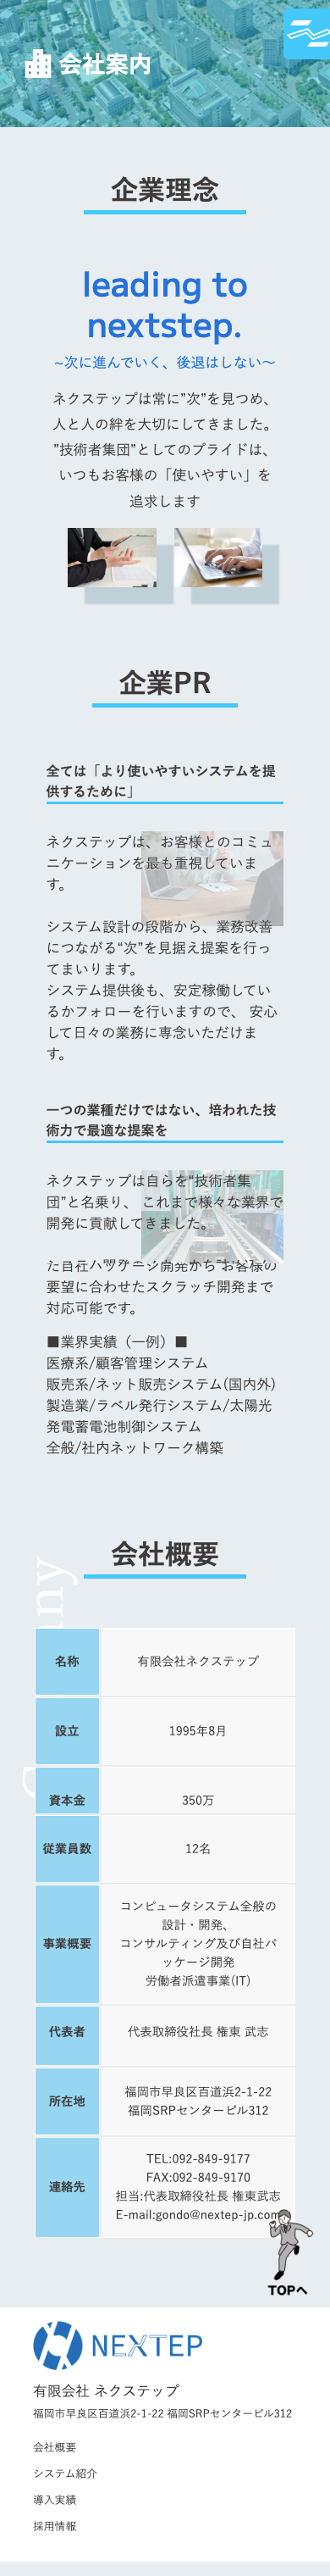 会社案内
企業理念
leading to
nextstep.
~次に進んでいく、後退はしない～
ネクステップは常に”次”を見つめ、
人と人の絆を大切にしてきました。
”技術者集団”としてのプライドは、
いつもお客様の「使いやすい」を
追求します
企業PR
全ては「より使いやすいシステムを提
供するために」
ネクステップは、お客様とのコミュ
ニケーションを最も重視していま
す。
システム設計の段階から、業務改善
につながる“次”を見据え提案を行っ
てまいります。
システム提供後も、安定稼働してい
るかフォローを行いますので、 安心
して日々の業務に専念いただけま
す。
一つの業種だけではない、培われた技
術力で最適な提案を
ネクステップは自らを“技術者集
団”と名乗り、 これまで様々な業界で
開発に貢献してきました。
た自社パッケージ開発から お客様の
要望に合わせたスクラッチ開発まで
対応可能です。
■業界実績（一例）■
医療系/顧客管理システム
販売系/ネット販売システム(国内外)
製造業/ラベル発行システム/太陽光
発電蓄電池制御システム
全般/社内ネットワーク構築
会社概要
名称
有限会社ネクステップ
設立
1995年8月
資本金
350万
従業員数
12名
事業概要
コンピュータシステム全般の
設計・開発、
コンサルティング及び自社パ
ッケージ開発
労働者派遣事業(IT)
代表者
代表取締役社長 権東 武志
所在地
福岡市早良区百道浜2-1-22
福岡SRPセンタービル312
連絡先
TEL:092-849-9177
FAX:092-849-9170
担当:代表取締役社長 権東武志
E-mail:gondo@nextep-jp.com
TOPへ
NEXTEP
有限会社 ネクステップ
福岡市早良区百道浜2-1-22 福岡SRPセンタービル312
会社概要
システム紹介
導入実績
採用情報